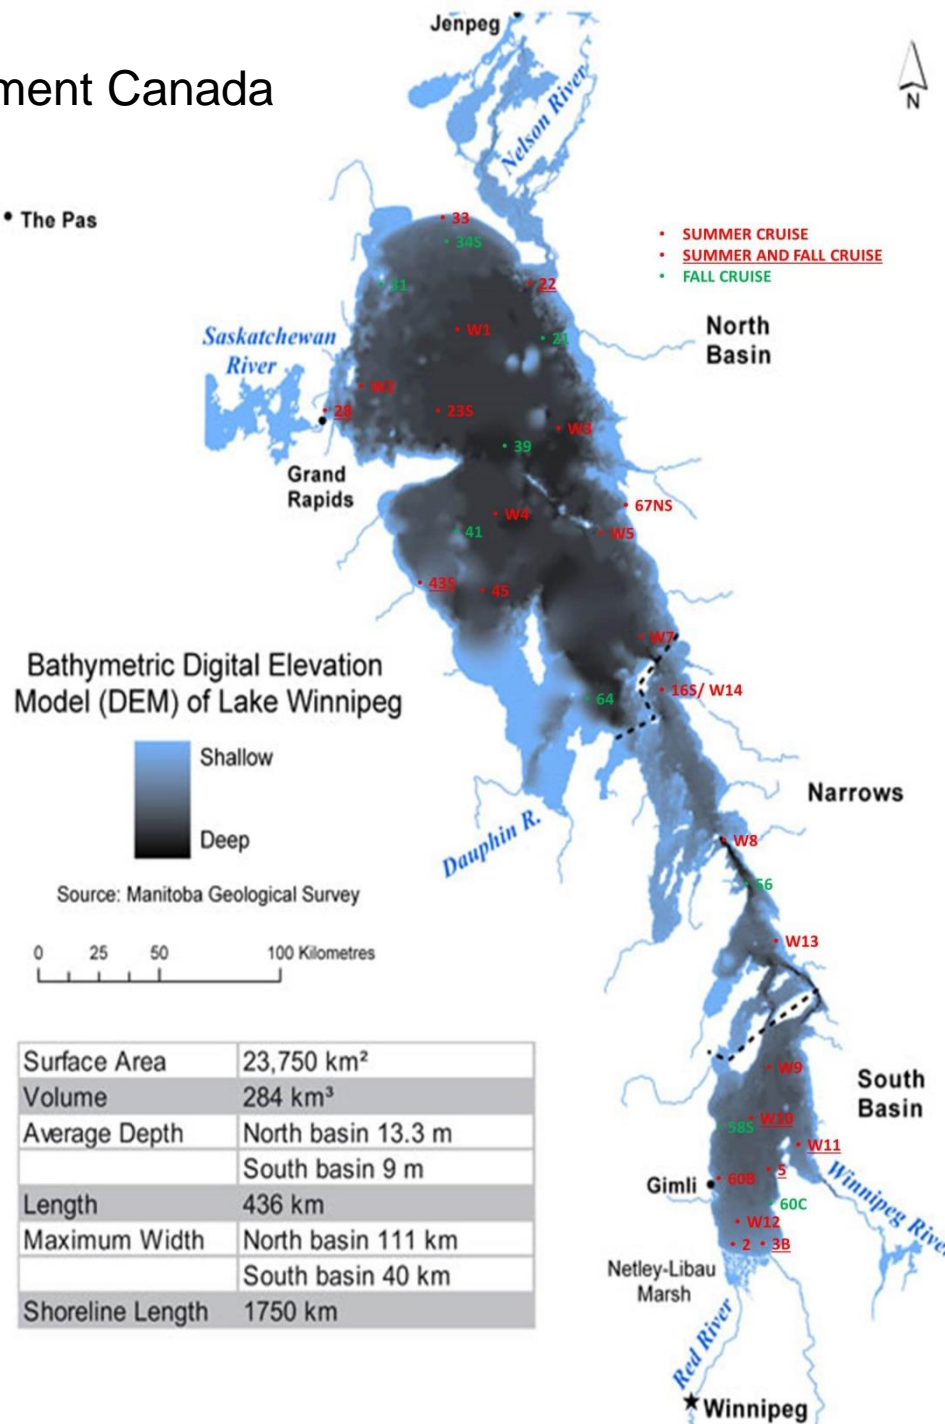 Jenpeg
ment Canada
N
Nelson River
The Pas
33
34S
SUMMER CRUISE
SUMMER AND FALL CRUISE
FALL CRUISE
31
22
W1
21
North
Basin
Saskatchewan
River
W2
28
23S
W3
39
Grand
Rapids
67NS
W4
W5
41
43S
4S
W7
Bathymetric Digital Elevation
Model (DEM) of Lake Winnipeg
16S/ W14
64
Shallow
Deep
Narrows
Dauphin R.
W8
Source: Manitoba Geological Survey
56
W13
0 25 50 100 Kilometres
Surface Area 23,750 km²
Volume 284 km³
Average Depth North basin 13.3 m
South basin 9 m
Length 436 km
Maximum Width North basin 111 km
South basin 40 km
Shoreline Length 1750 km
W9
South
Basin
W10
58S
W11
5
60B
Gimli
Winnipeg River
60C
W12
2 3B
Netley-Libau
Marsh
Red River
Winnipeg